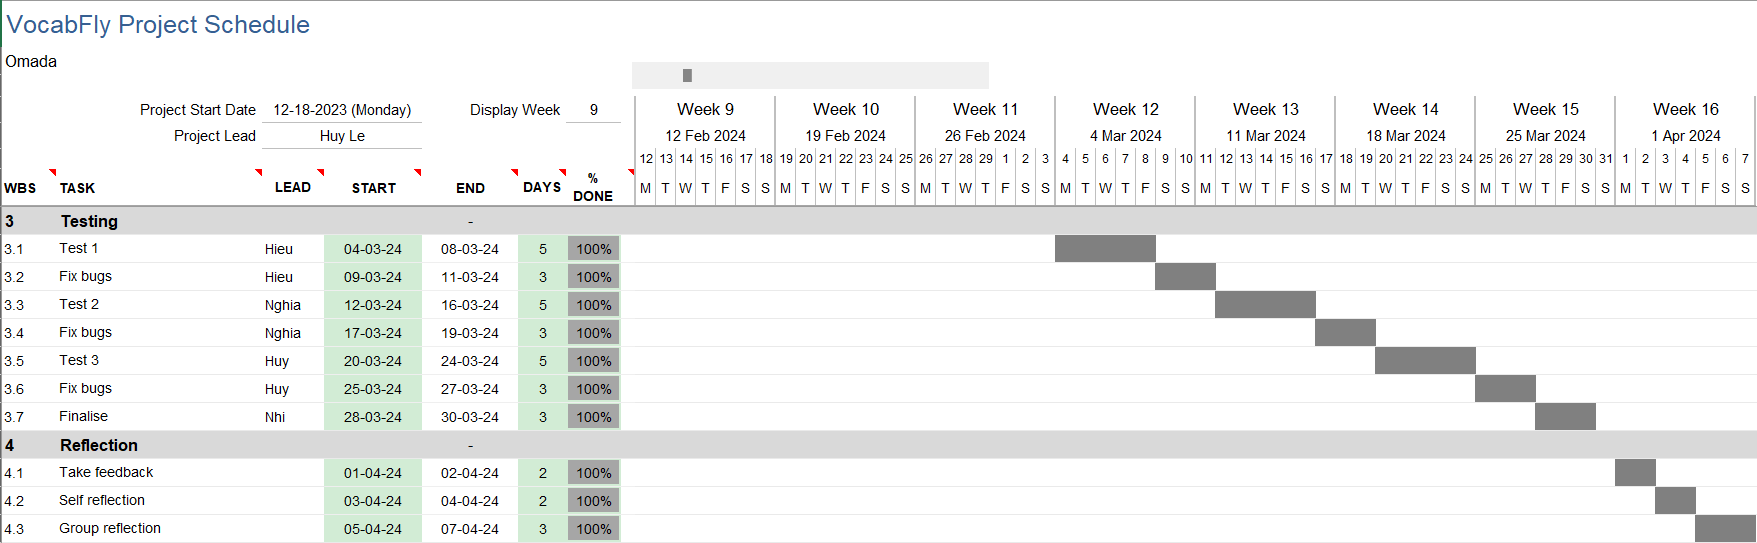 VocabFly Project Schedule
Omada
Project Start Date 12-18-2023 (Monday) Display Week 9 Week 9 Week 10 Week 11 Week 12 Week 13 Week 14 Week 15 Week 16
Project Lead Huy Le 12 Feb 2024 19 Feb 2024 26 Feb 2024 4 Mar 2024 11 Mar 2024 18 Mar 2024 25 Mar 2024 1 Apr 2024
12 13 14 15 16 17 18 19 20 21 22 23 24 25 26 27 28 29 1 2 3 4 5 6 7 8 9 10 11 12 13 14 15 16 17 18 19 20 21 22 23 24 25 26 27 28 29 30 31 1 2 3 4 5 6 7
WBS TASK LEAD START END DAYS % DONE M T W T F S S M T W T F S S M T W T F S S M T W T F S S M T W T F S S M T W T F S S M T W T F S S M T W T F S S
3 Testing -
3.1 Test 1 Hieu 04-03-24 08-03-24 5 100%
3.2 Fix bugs Hieu 09-03-24 11-03-24 3 100%
3.3 Test 2 Nghia 12-03-24 16-03-24 5 100%
3.4 Fix bugs Nghia 17-03-24 19-03-24 3 100%
3.5 Test 3 Huy 20-03-24 24-03-24 5 100%
3.6 Fix bugs Huy 25-03-24 27-03-24 3 100%
3.7 Finalise Nhi 28-03-24 30-03-24 3 100%
4 Reflection -
4.1 Take feedback 01-04-24 02-04-24 2 100%
4.2 Self reflection 03-04-24 04-04-24 2 100%
4.3 Group reflection 05-04-24 07-04-24 3 100%